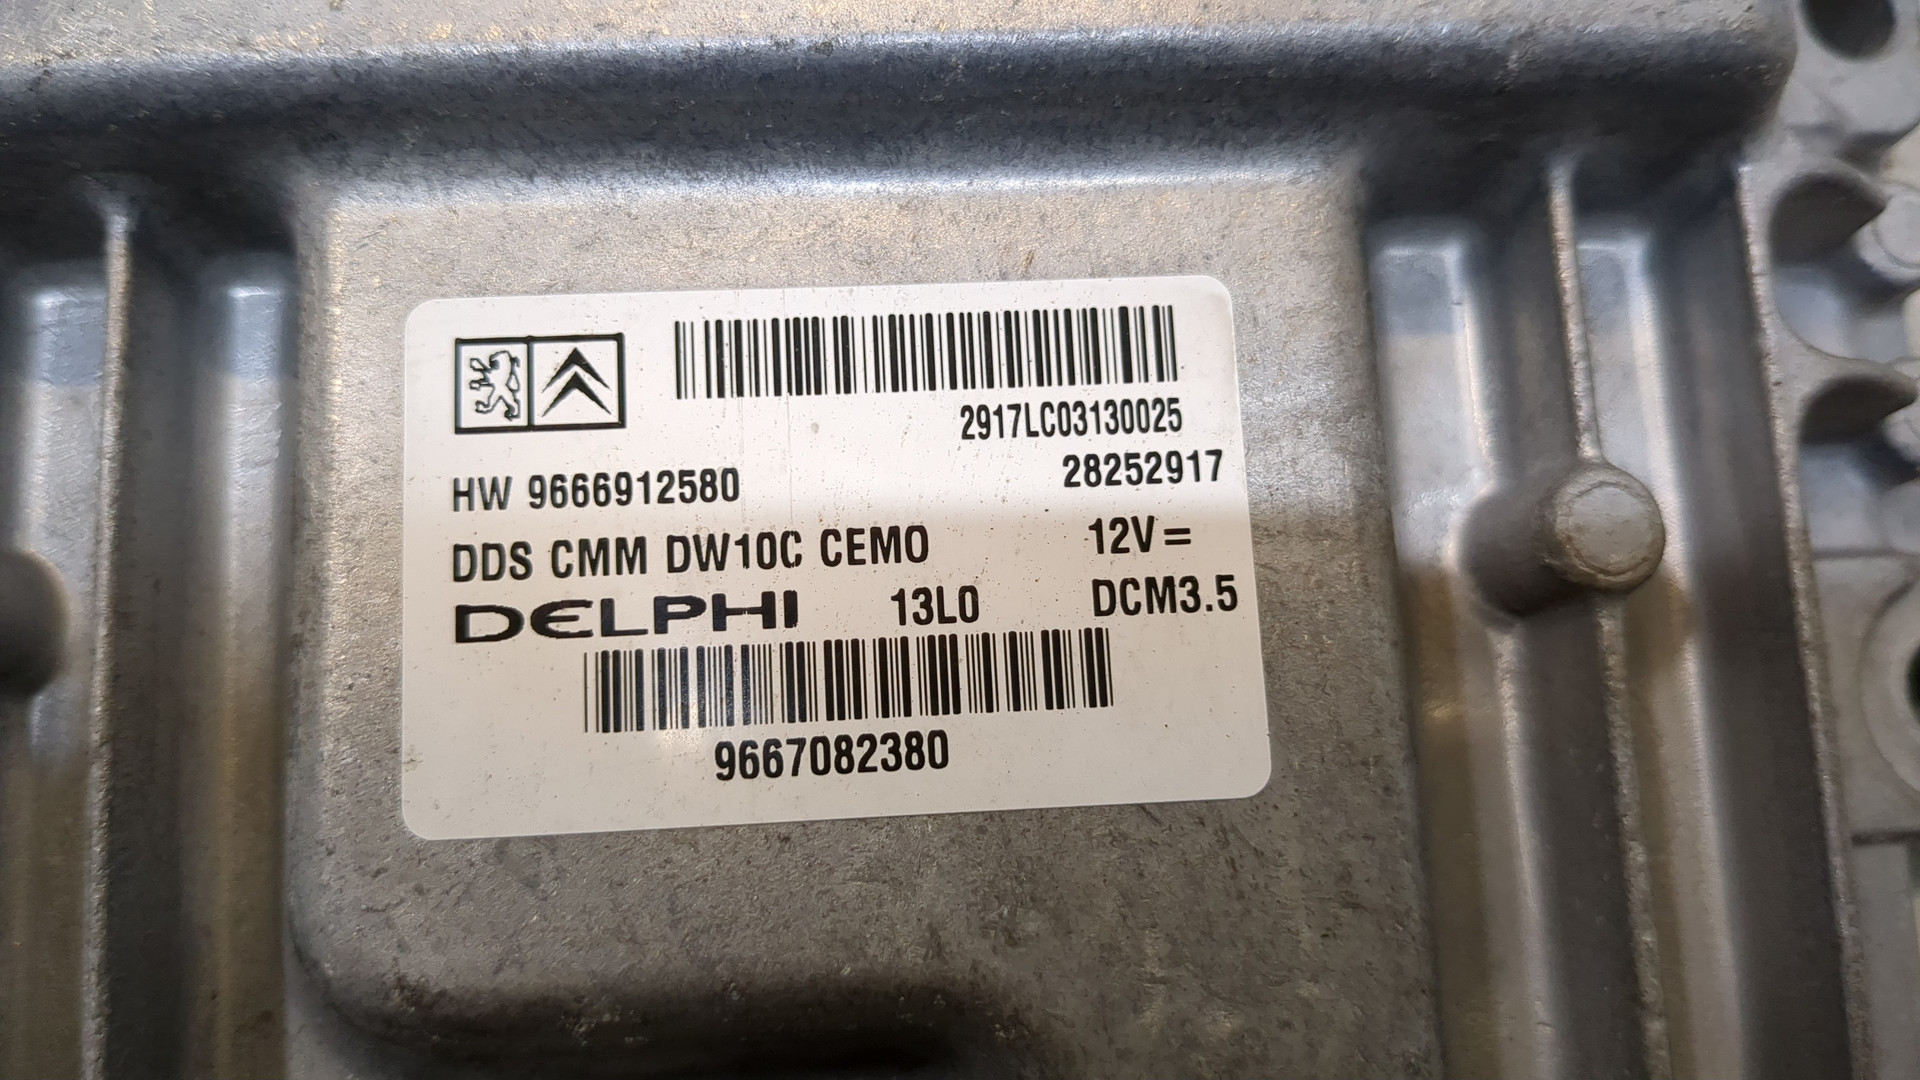 2917LC03130025
HW 9666912580 28252917
DDS CMM DW10C CEMO 12V=
DELPHI 13L0 DCM3.5
9667082380